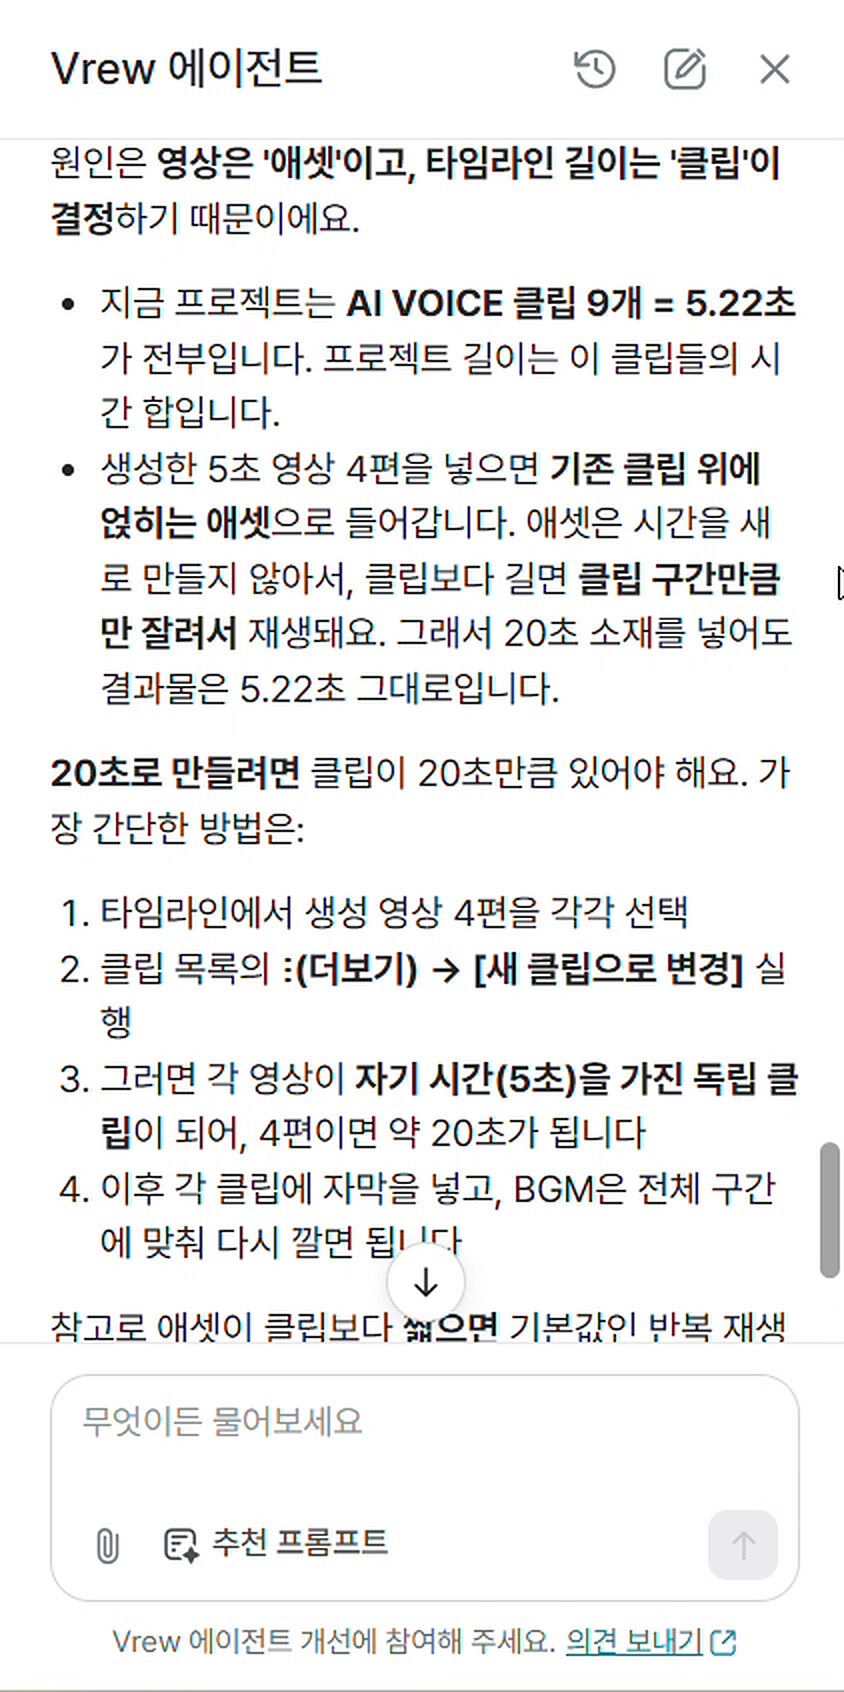 Vrew 에이전트
원인은 영상은 '애셋'이고, 타임라인 길이는 '클립'이
결정하기 때문이에요.
• 지금 프로젝트는 AI VOICE 클립 9개 = 5.22초
가 전부입니다. 프로젝트 길이는 이 클립들의 시
간 합입니다.
• 생성한 5초 영상 4편을 넣으면 기존 클립 위에
얹히는 애셋으로 들어갑니다. 애셋은 시간을 새
로 만들지 않아서, 클립보다 길면 클립 구간만큼
만 잘려서 재생돼요. 그래서 20초 소재를 넣어도
결과물은 5.22초 그대로입니다.
20초로 만들려면 클립이 20초만큼 있어야 해요. 가
장 간단한 방법은:
1. 타임라인에서 생성 영상 4편을 각각 선택
2. 클립 목록의 ⋮(더보기) → [새 클립으로 변경] 실
행
3. 그러면 각 영상이 자기 시간(5초)을 가진 독립 클
립이 되어, 4편이면 약 20초가 됩니다
4. 이후 각 클립에 자막을 넣고, BGM은 전체 구간
에 맞춰 다시 깔면 됩니다
참고로 애셋이 클립보다 짧으면 기본값인 반복 재생
무엇이든 물어보세요
추천 프롬프트
Vrew 에이전트 개선에 참여해 주세요. 의견 보내기